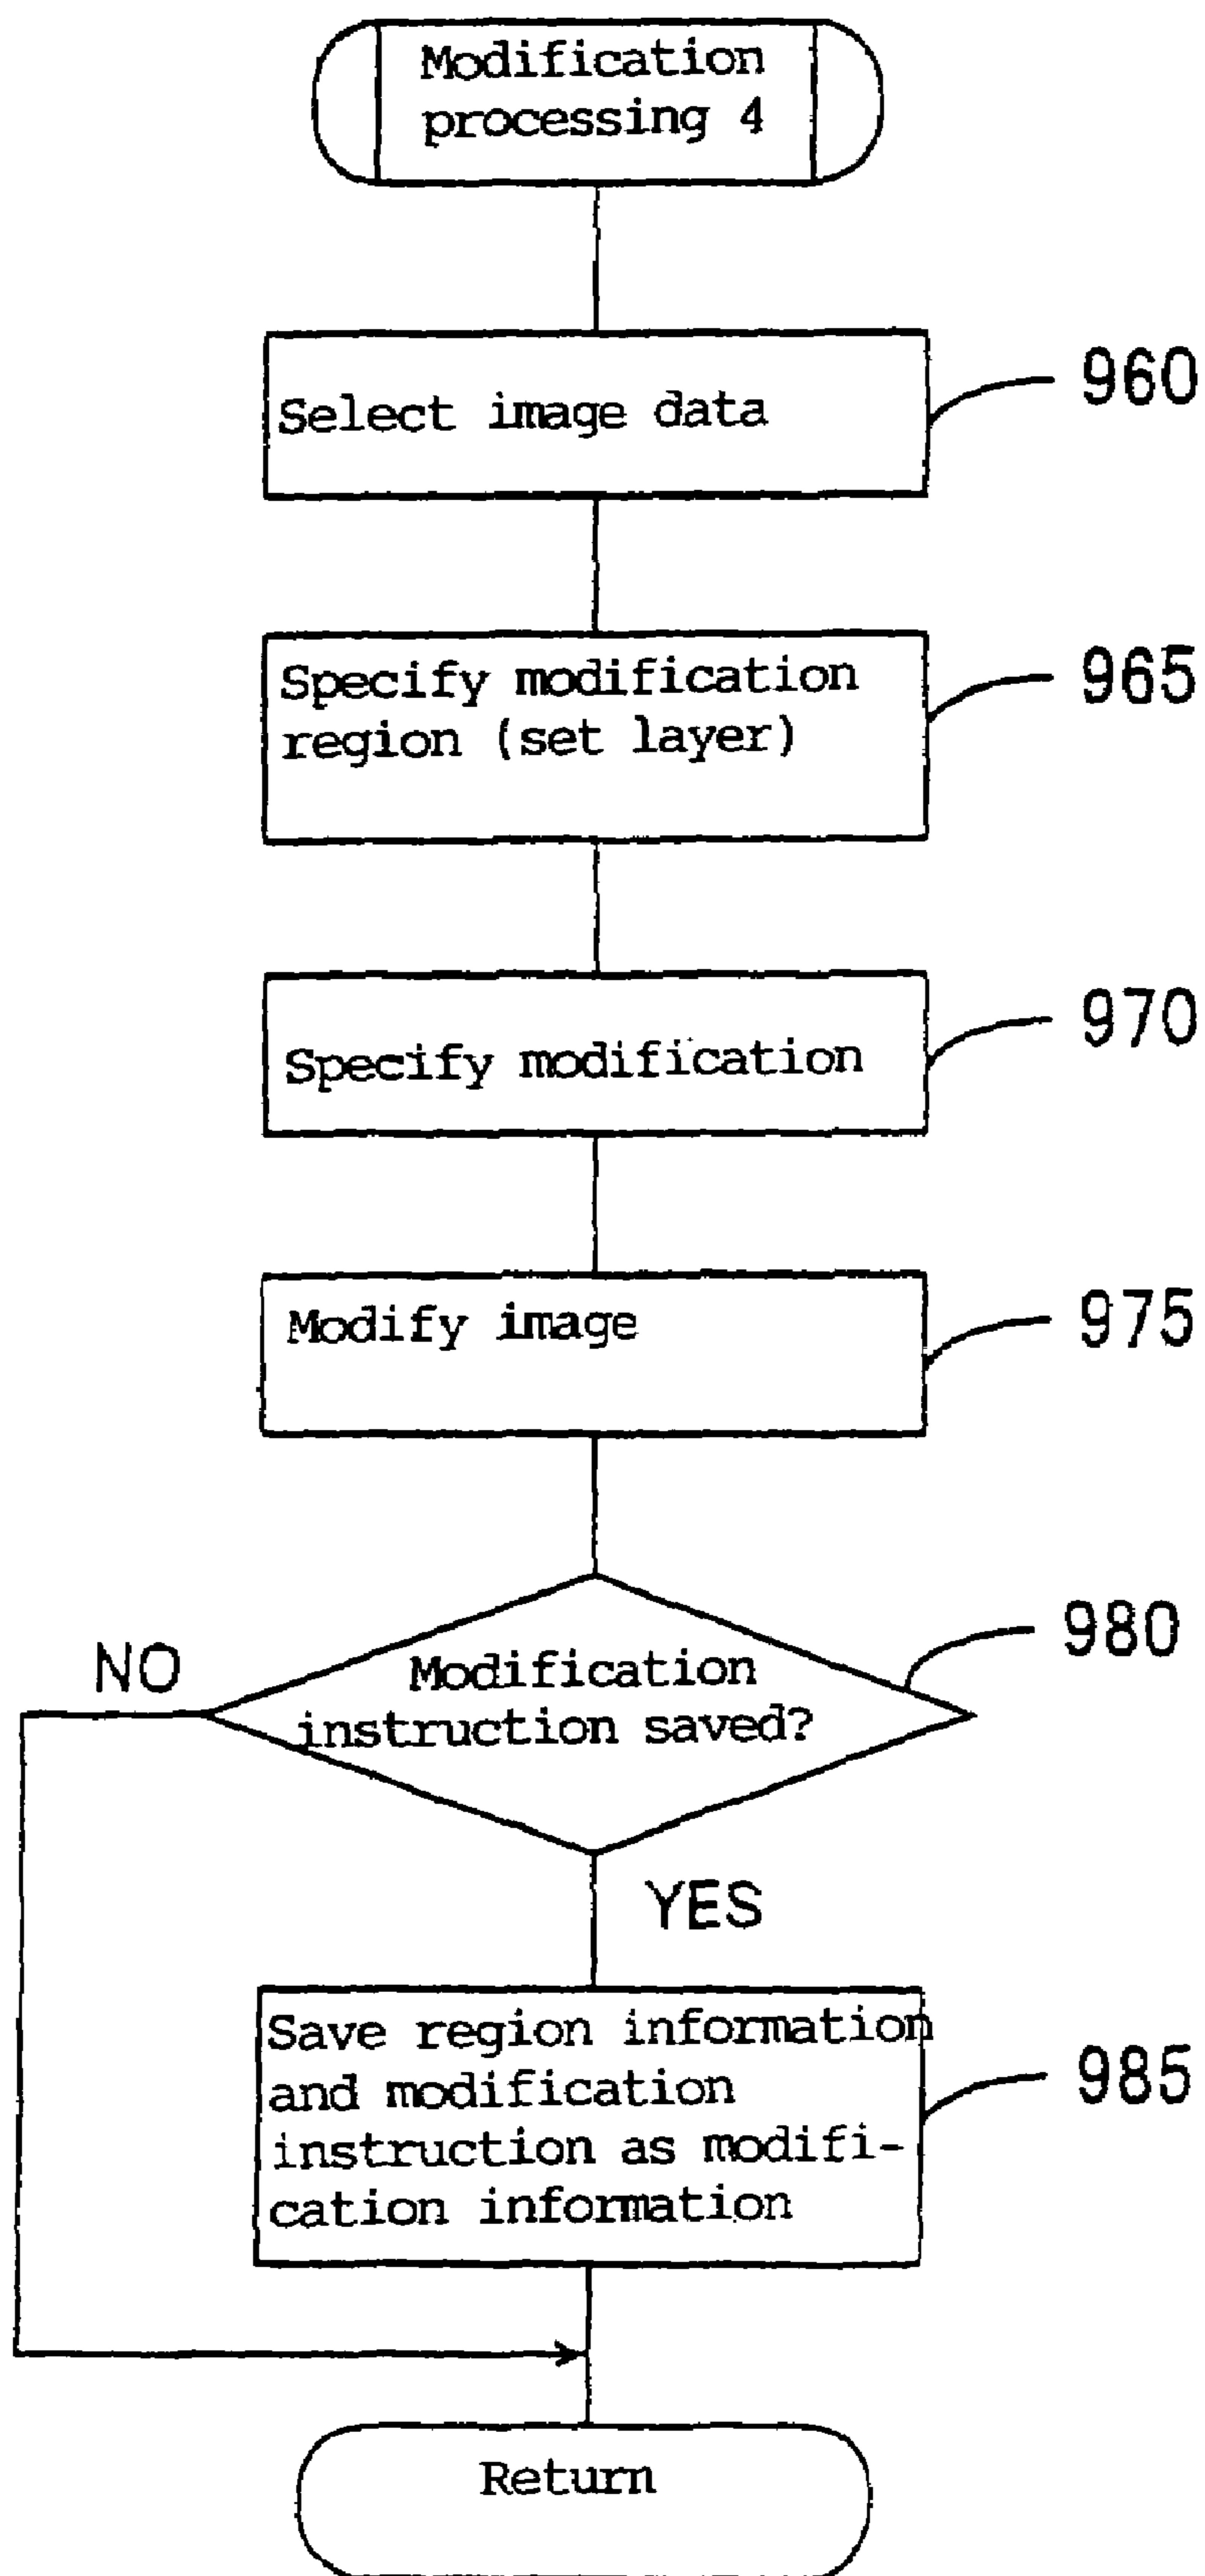 Modification
processing 4
Select image data
960
Specify modification
region (set layer)
965
Specify modification
970
Modify image
975
Modification
instruction saved?
980
NO
YES
Save region information
and modification
instruction as modifi-
cation information
985
Return